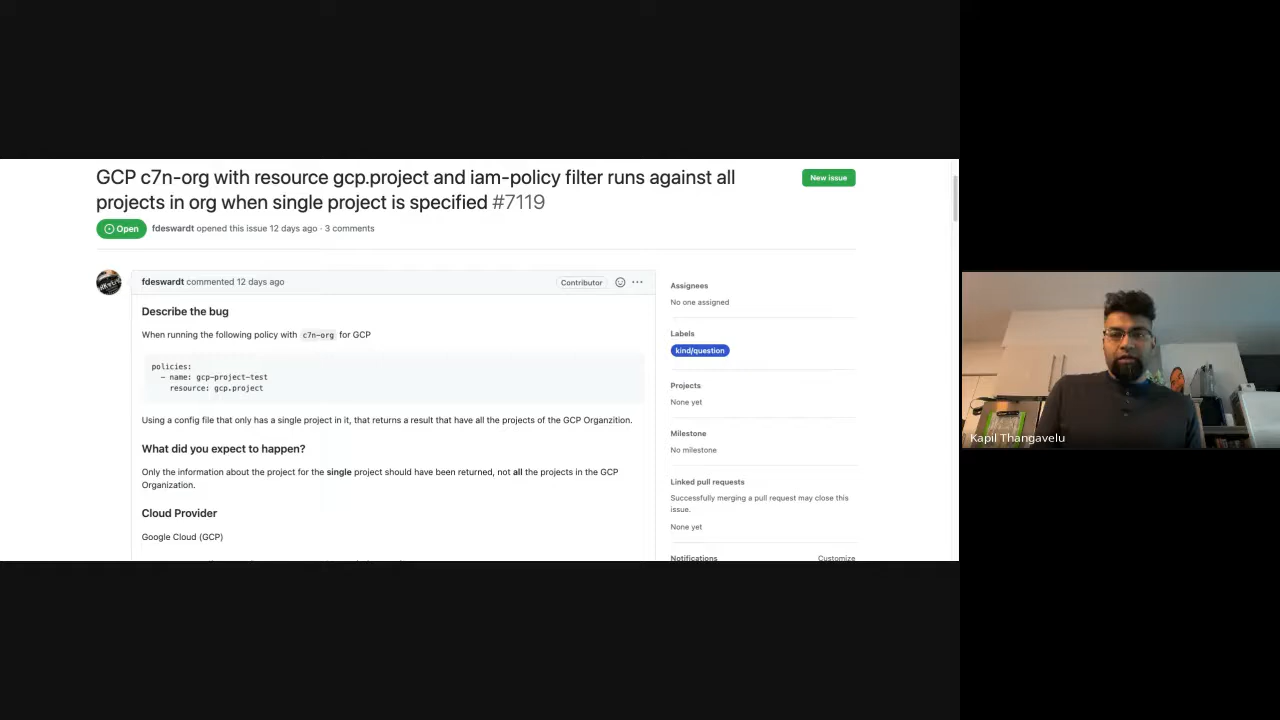 GCP c7n-org with resource gcp.project and iam-policy filter runs against all
projects in org when single project is specified #7119
New issue
Open
fdeswardt opened this issue 12 days ago · 3 comments
fdeswardt commented 12 days ago
Contributor
Describe the bug
When running the following policy with c7n-org for GCP
policies:
- name: gcp-project-test
resource: gcp.project
Using a config file that only has a single project in it, that returns a result that have all the projects of the GCP Organzition.
What did you expect to happen?
Only the information about the project for the single project should have been returned, not all the projects in the GCP
Organization.
Cloud Provider
Google Cloud (GCP)
Assignees
No one assigned
Labels
kind/question
Projects
None yet
Milestone
No milestone
Linked pull requests
Successfully merging a pull request may close this
issue.
None yet
Notifications
Customize
Kapil Thangavelu